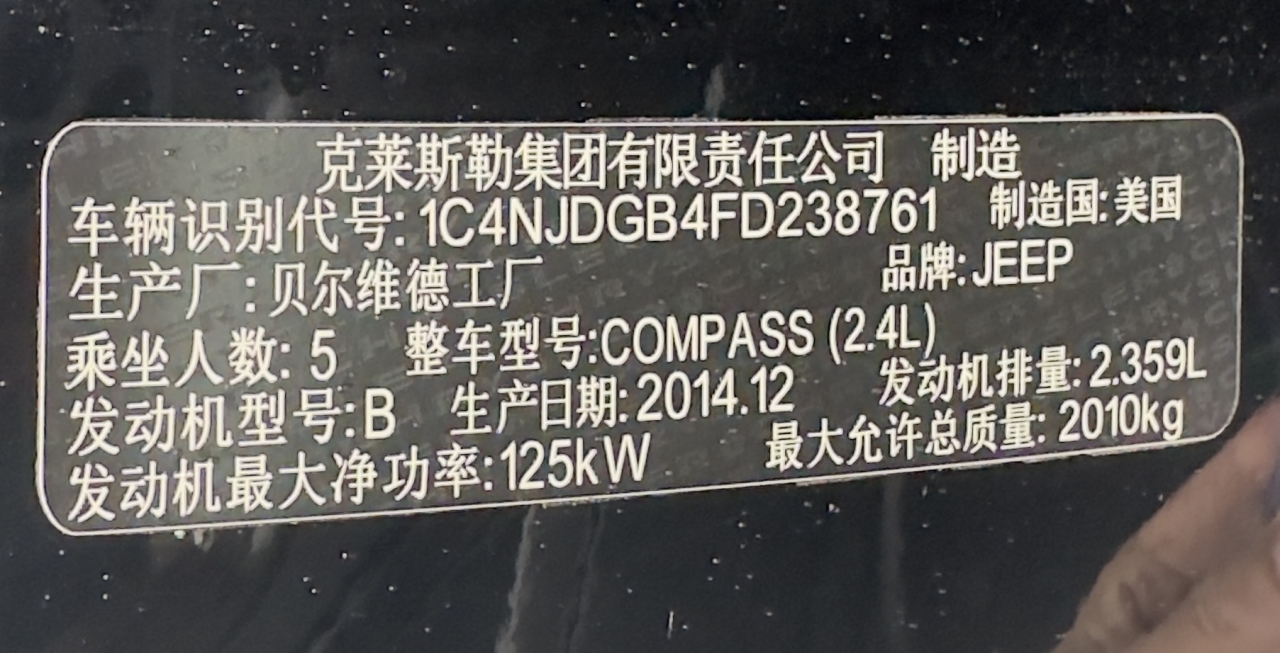 克莱斯勒集团有限责任公司 制造
车辆识别代号: 1C4NJDGB4FD238761 制造国: 美国
生产厂: 贝尔维德工厂 品牌: JEEP
乘坐人数: 5 整车型号: COMPASS (2.4L)
发动机型号: B 生产日期: 2014.12 发动机排量: 2.359L
发动机最大净功率: 125kW 最大允许总质量: 2010kg